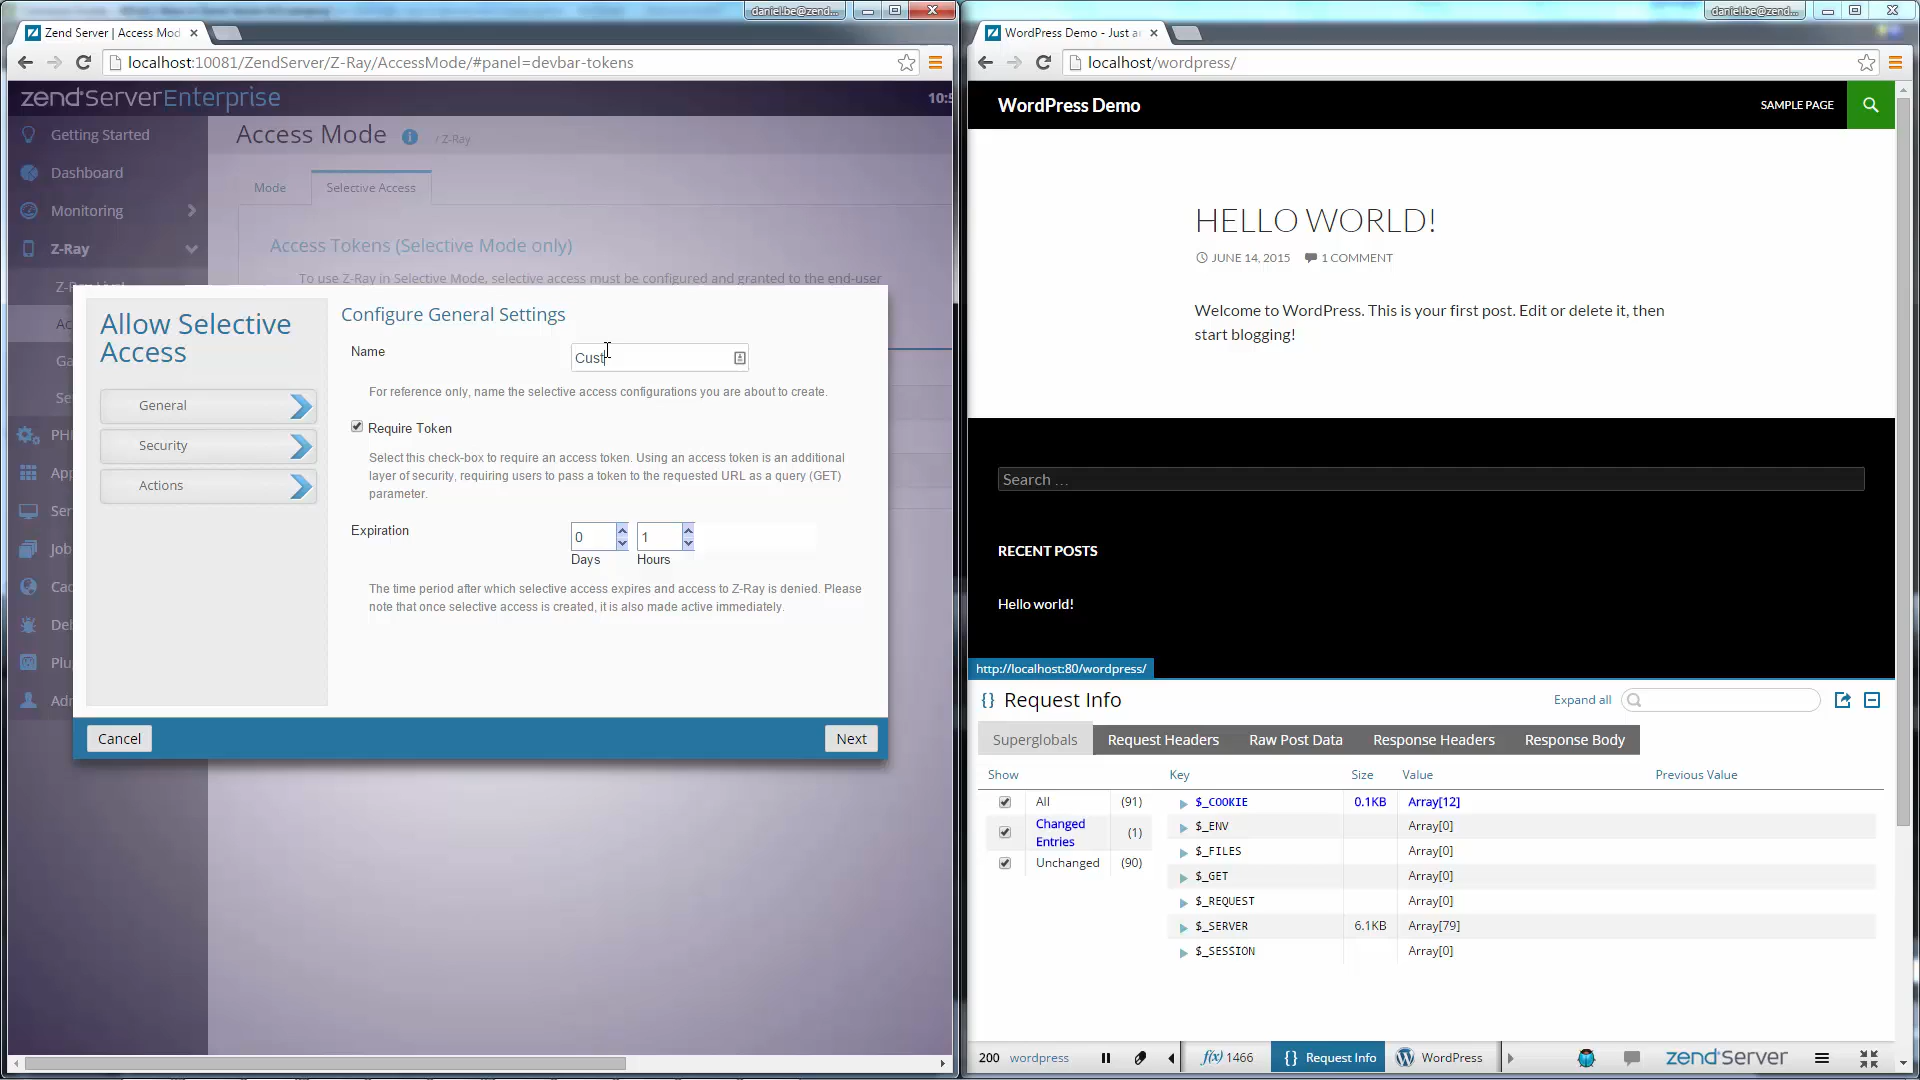 daniel.be@zend...
Zend Server | Access Mod
localhost:10081/ZendServer/Z-Ray/AccessMode/#panel=devbar-tokens
zend Server Enterprise
10:5
Getting Started
Dashboard
Monitoring
Z-Ray
Access Mode
/ Z-Ray
Mode
Selective Access
Access Tokens (Selective Mode only)
To use Z-Ray in Selective Mode, selective access must be configured and granted to the end-user
Allow Selective
Access
General
Security
Actions
Configure General Settings
Name
Cust
For reference only, name the selective access configurations you are about to create.
Require Token
Select this check-box to require an access token. Using an access token is an additional
layer of security, requiring users to pass a token to the requested URL as a query (GET)
parameter.
Expiration
0
1
Days
Hours
The time period after which selective access expires and access to Z-Ray is denied. Please
note that once selective access is created, it is also made active immediately.
Cancel
Next
daniel.be@zend...
WordPress Demo - Just a
localhost/wordpress/
WordPress Demo
SAMPLE PAGE
HELLO WORLD!
JUNE 14, 2015
1 COMMENT
Welcome to WordPress. This is your first post. Edit or delete it, then
start blogging!
Search ...
RECENT POSTS
Hello world!
http://localhost:80/wordpress/
{} Request Info
Expand all
Superglobals
Request Headers
Raw Post Data
Response Headers
Response Body
Show
Key
Size
Value
Previous Value
All
(91)
Changed
Entries
(1)
Unchanged
(90)
$_COOKIE
0.1KB
Array[12]
$_ENV
Array[0]
$_FILES
Array[0]
$_GET
Array[0]
$_REQUEST
Array[0]
$_SERVER
6.1KB
Array[79]
$_SESSION
Array[0]
200
wordpress
f(x) 1466
{} Request Info
WordPress
zend Server